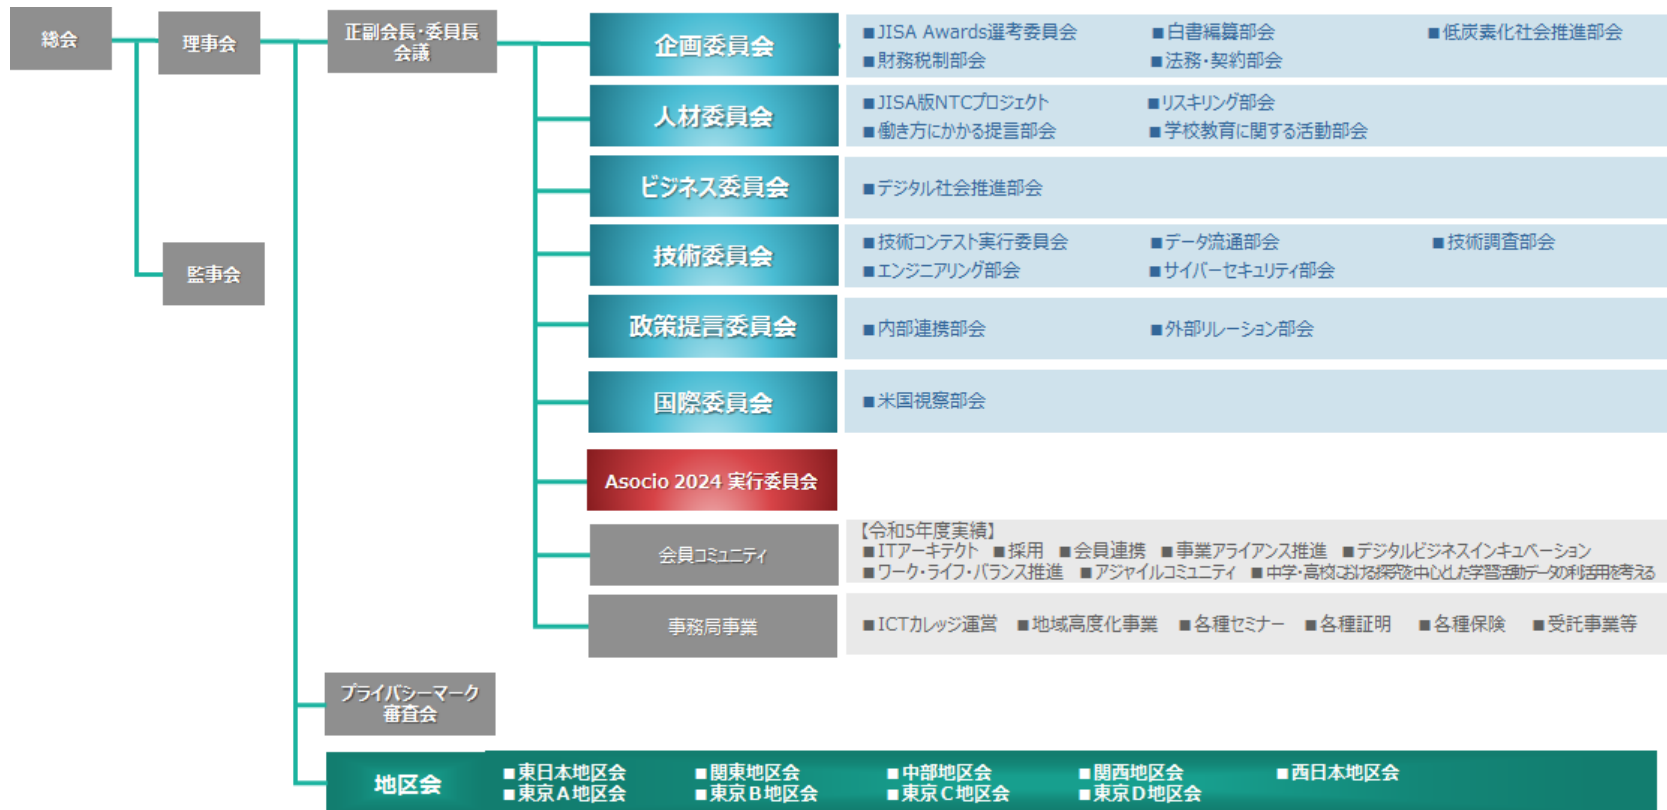 総会
理事会
監事会
正副会長・委員長
会議
企画委員会
■JISA Awards選考委員会 ■白書編纂部会 ■低炭素化社会推進部会
■財務税制部会 ■法務・契約部会
人材委員会
■JISA版NTCプロジェクト ■リスキリング部会
■働き方にかかる提言部会 ■学校教育に関する活動部会
ビジネス委員会
■デジタル社会推進部会
技術委員会
■技術コンテスト実行委員会 ■データ流通部会 ■技術調査部会
■エンジニアリング部会 ■サイバーセキュリティ部会
政策提言委員会
■内部連携部会 ■外部リレーション部会
国際委員会
■米国視察部会
Asocio 2024 実行委員会
会員コミュニティ
【令和5年度実績】
■ITアーキテクト ■採用 ■会員連携 ■事業アライアンス推進 ■デジタルビジネスインキュベーション
■ワーク・ライフ・バランス推進 ■アジャイルコミュニティ ■中学・高校における探究を中心とした学習活動データの利活用を考える
事務局事業
■ICTカレッジ運営 ■地域高度化事業 ■各種セミナー ■各種証明 ■各種保険 ■受託事業等
プライバシーマーク
審査会
地区会
■東日本地区会 ■関東地区会 ■中部地区会 ■関西地区会 ■西日本地区会
■東京A地区会 ■東京B地区会 ■東京C地区会 ■東京D地区会